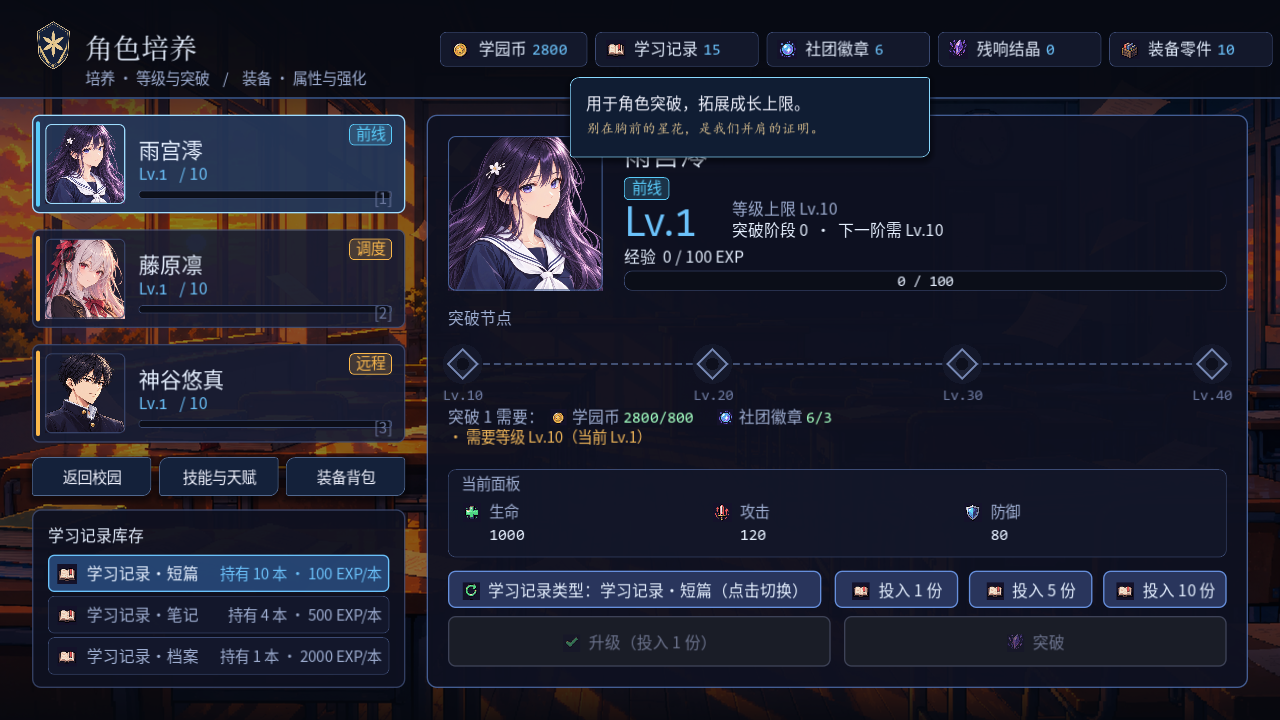 角色培养
培养 · 等级与突破 / 装备 · 属性与强化
学园币 2800
学习记录 15
社团徽章 6
残响结晶 0
装备零件 10
用于角色突破，拓展成长上限。
别在胸前的星花，是我们并肩的证明。
雨宫澪
前线
Lv.1 / 10
[1]
藤原凛
调度
Lv.1 / 10
[2]
神谷悠真
远程
Lv.1 / 10
[3]
返回校园
技能与天赋
装备背包
学习记录库存
学习记录·短篇 持有 10 本 · 100 EXP/本
学习记录·笔记 持有 4 本 · 500 EXP/本
学习记录·档案 持有 1 本 · 2000 EXP/本
雨宫澪
前线
Lv.1
等级上限 Lv.10
突破阶段 0 · 下一阶需 Lv.10
经验 0 / 100 EXP
0 / 100
突破节点
Lv.10
Lv.20
Lv.30
Lv.40
突破 1 需要： 学园币 2800/800 社团徽章 6/3
· 需要等级 Lv.10（当前 Lv.1）
当前面板
生命
1000
攻击
120
防御
80
学习记录类型：学习记录·短篇（点击切换）
投入 1 份
投入 5 份
投入 10 份
升级（投入 1 份）
突破